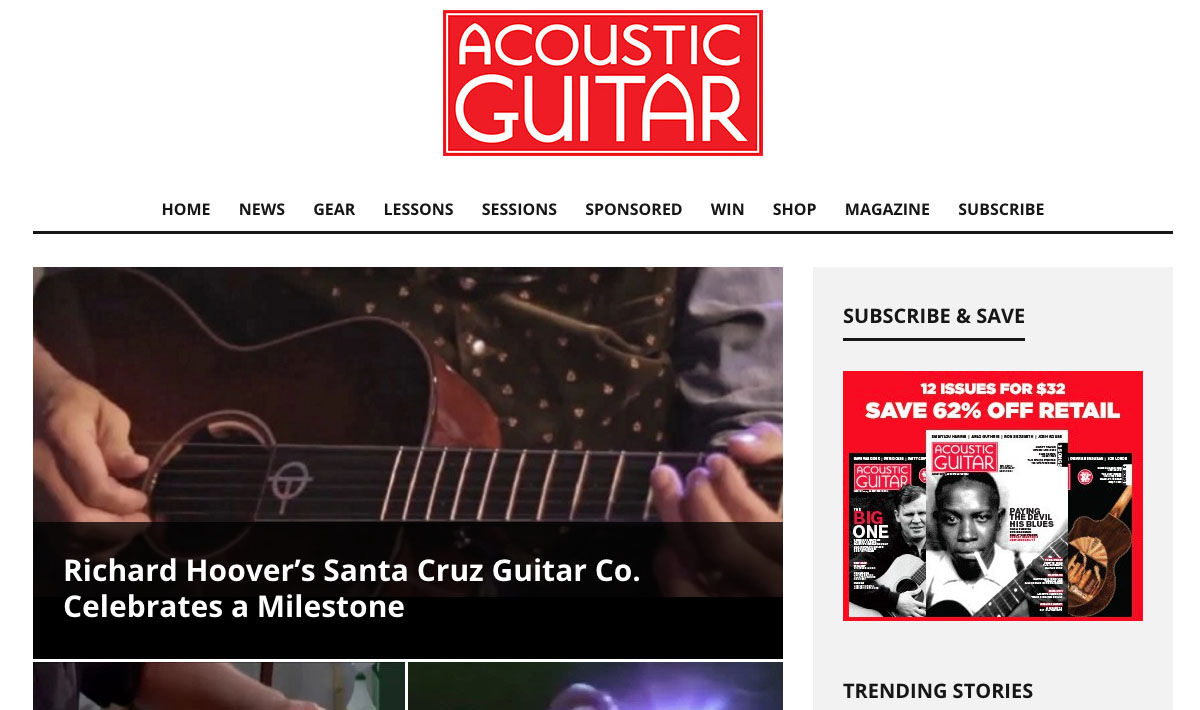 ACOUSTIC
GUITAR
HOME NEWS GEAR LESSONS SESSIONS SPONSORED WIN SHOP MAGAZINE SUBSCRIBE
Richard Hoover’s Santa Cruz Guitar Co.
Celebrates a Milestone
SUBSCRIBE & SAVE
12 ISSUES FOR $32
SAVE 62% OFF RETAIL
ACOUSTIC
GUITAR
THE
BIG
ONE
ACOUSTIC
GUITAR
PAYING
THE DEVIL
HIS BLUES
TRENDING STORIES